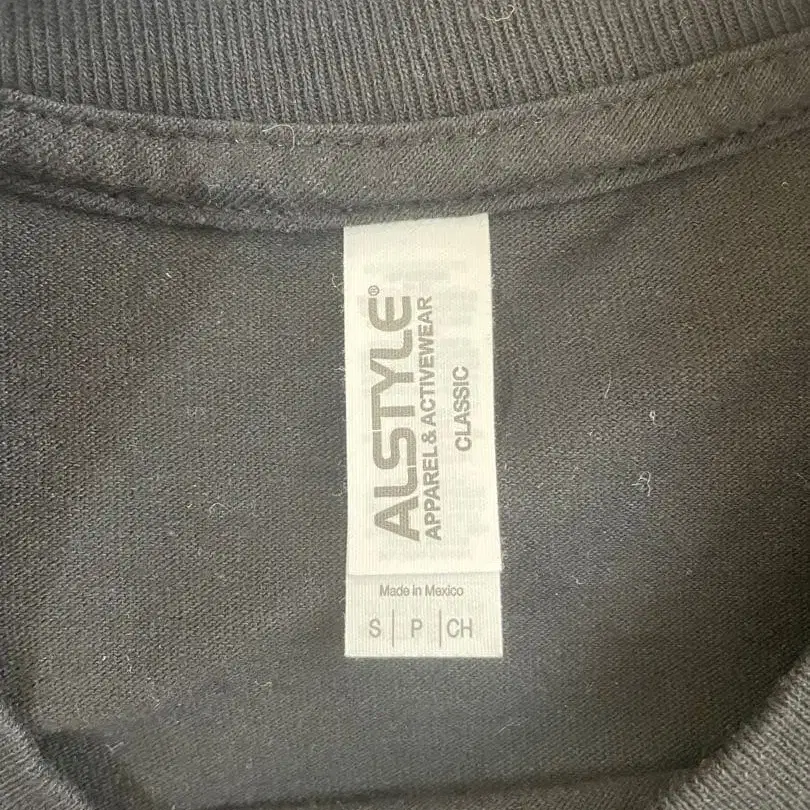 ALSTYLE®
APPAREL & ACTIVEWEAR
CLASSIC
Made in Mexico
S | P | CH